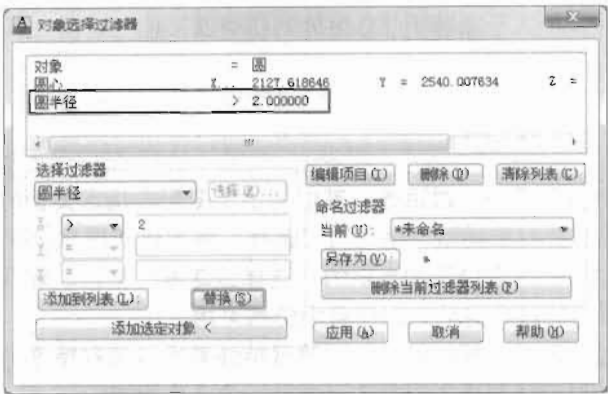 对象选择过滤器
对象 = 圆
圆心 X... 2127.618646 Y = 2540.007634 Z =
圆半径 > 2.000000
选择过滤器
圆半径 选择(E)...
X: > 2
Y: =
Z: =
添加到列表(L): 替换(S)
添加选定对象 <
编辑项目(I) 删除(D) 清除列表(C)
命名过滤器
当前(U): *未命名
另存为(V): *
删除当前过滤器列表(R)
应用(A) 取消 帮助(H)